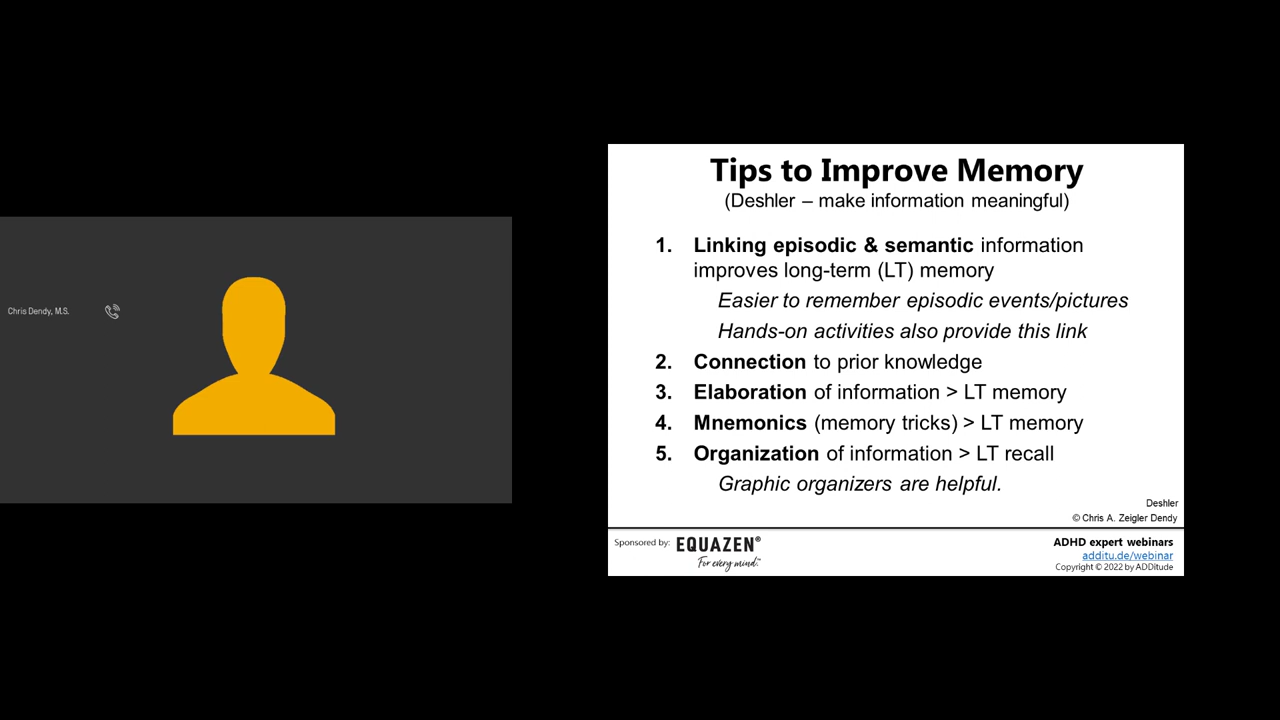 Chris Dendy, M.S.
Tips to Improve Memory
(Deshler – make information meaningful)
1. Linking episodic & semantic information
improves long-term (LT) memory
Easier to remember episodic events/pictures
Hands-on activities also provide this link
2. Connection to prior knowledge
3. Elaboration of information > LT memory
4. Mnemonics (memory tricks) > LT memory
5. Organization of information > LT recall
Graphic organizers are helpful.
Deshler
© Chris A. Zeigler Dendy
Sponsored by: EQUAZEN®
For every mind.™
ADHD expert webinars
additu.de/webinar
Copyright © 2022 by ADDitude